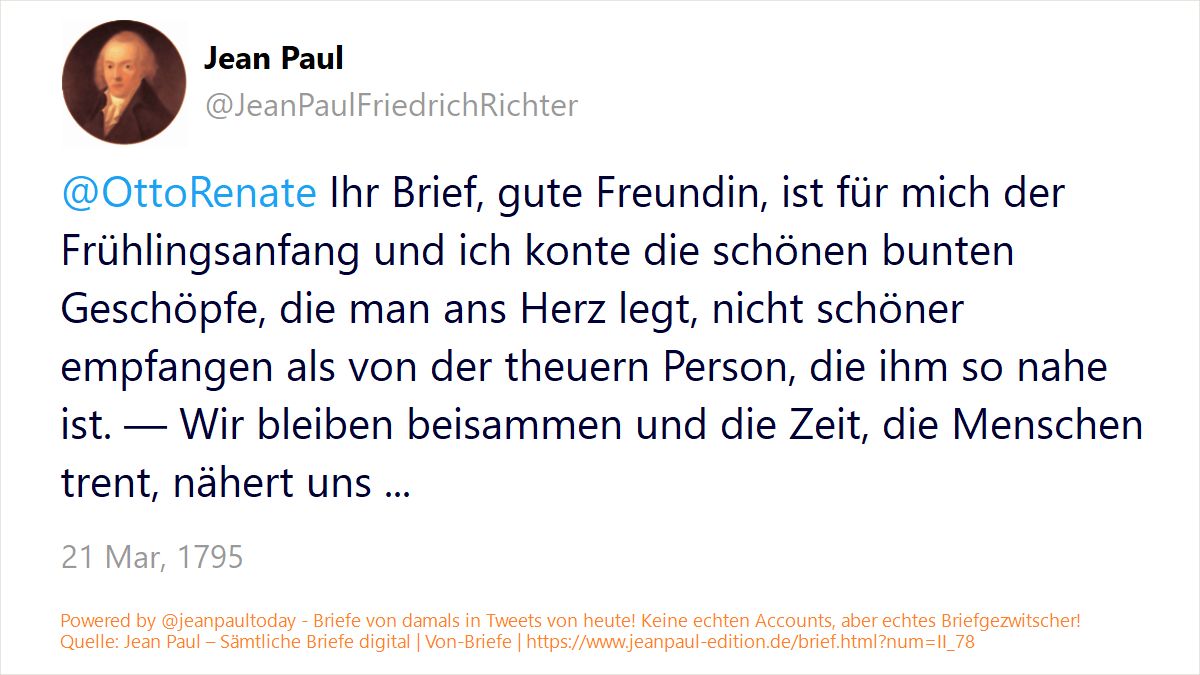 Jean Paul
@JeanPaulFriedrichRichter
@OttoRenate Ihr Brief, gute Freundin, ist für mich der
Frühlingsanfang und ich konte die schönen bunten
Geschöpfe, die man ans Herz legt, nicht schöner
empfangen als von der theuern Person, die ihm so nahe
ist. — Wir bleiben beisammen und die Zeit, die Menschen
trent, nähert uns ...
21 Mar, 1795
Powered by @jeanpaultoday - Briefe von damals in Tweets von heute! Keine echten Accounts, aber echtes Briefgezwitscher!
Quelle: Jean Paul – Sämtliche Briefe digital | Von-Briefe | https://www.jeanpaul-edition.de/brief.html?num=II_78